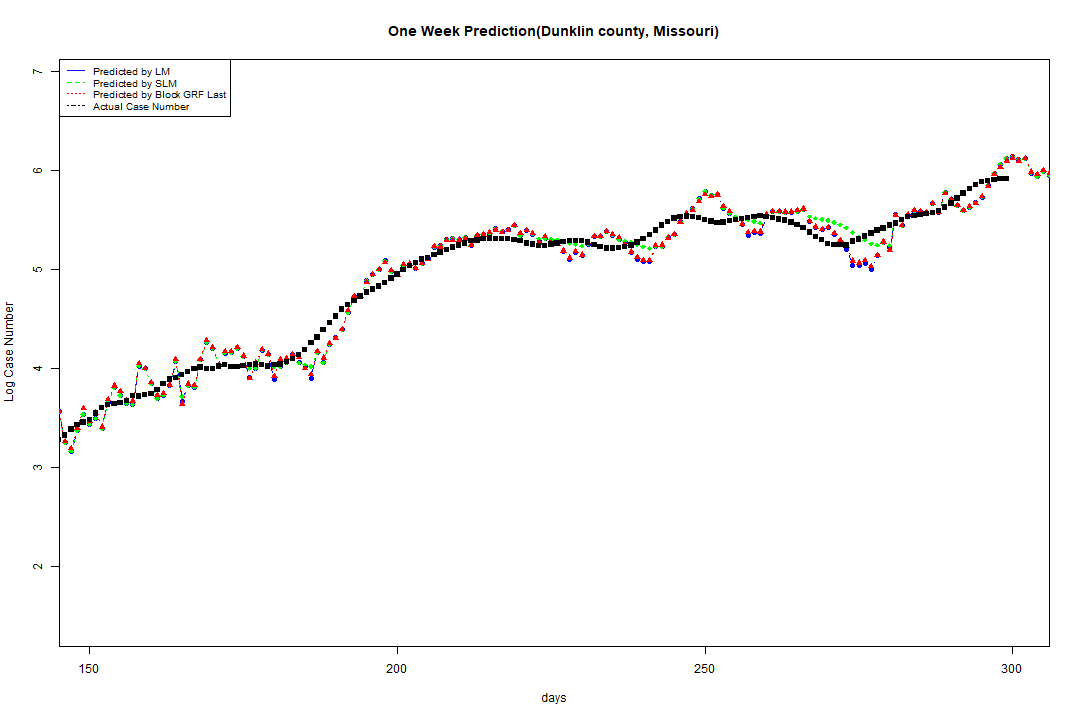 One Week Prediction(Dunklin county, Missouri)
Predicted by LM
Predicted by SLM
Predicted by Block GRF Last
Actual Case Number
7
6
5
4
3
2
Log Case Number
150 200 250 300
days